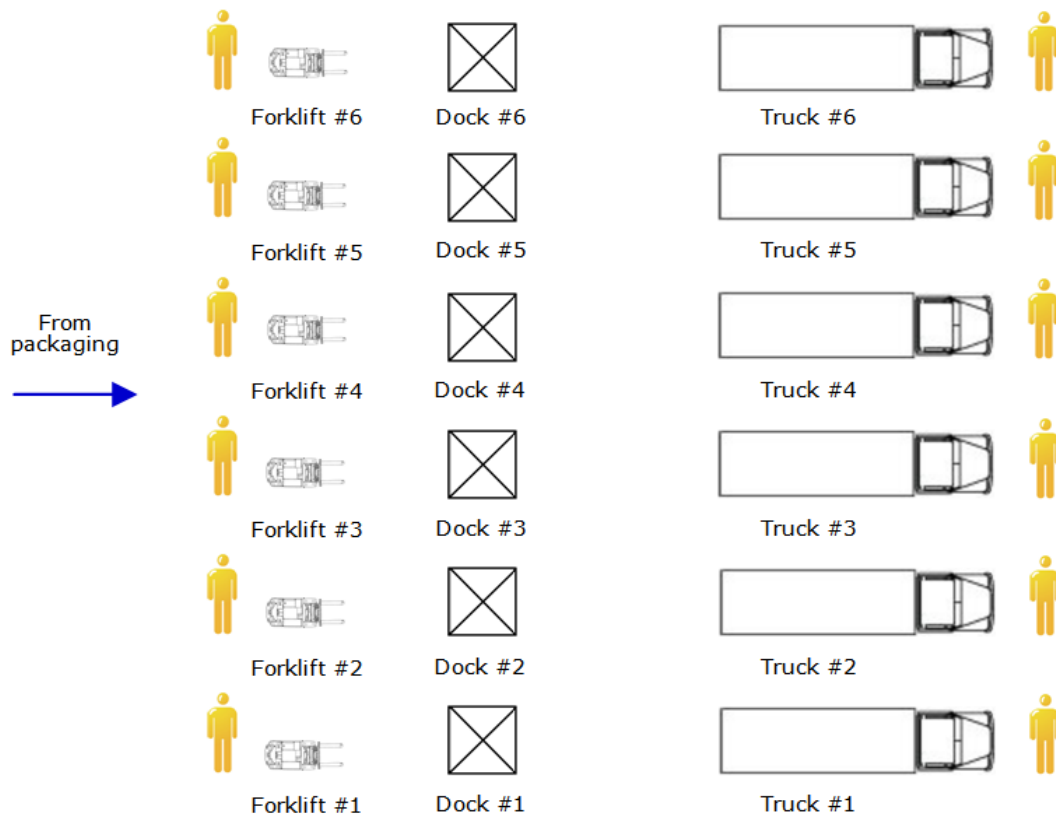 Forklift #6 Dock #6 Truck #6
Forklift #5 Dock #5 Truck #5
From
packaging
Forklift #4 Dock #4 Truck #4
Forklift #3 Dock #3 Truck #3
Forklift #2 Dock #2 Truck #2
Forklift #1 Dock #1 Truck #1